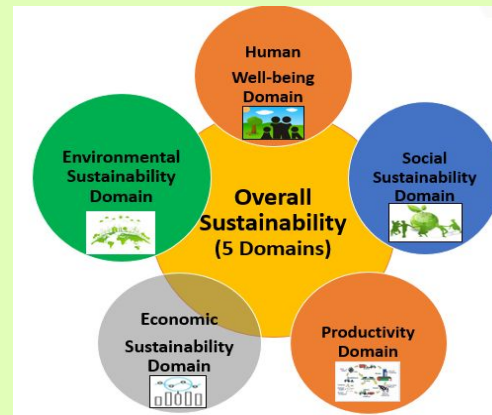 Human
Well-being
Domain
Environmental
Sustainability
Domain
Social
Sustainability
Domain
Overall
Sustainability
(5 Domains)
Economic
Sustainability
Domain
Productivity
Domain